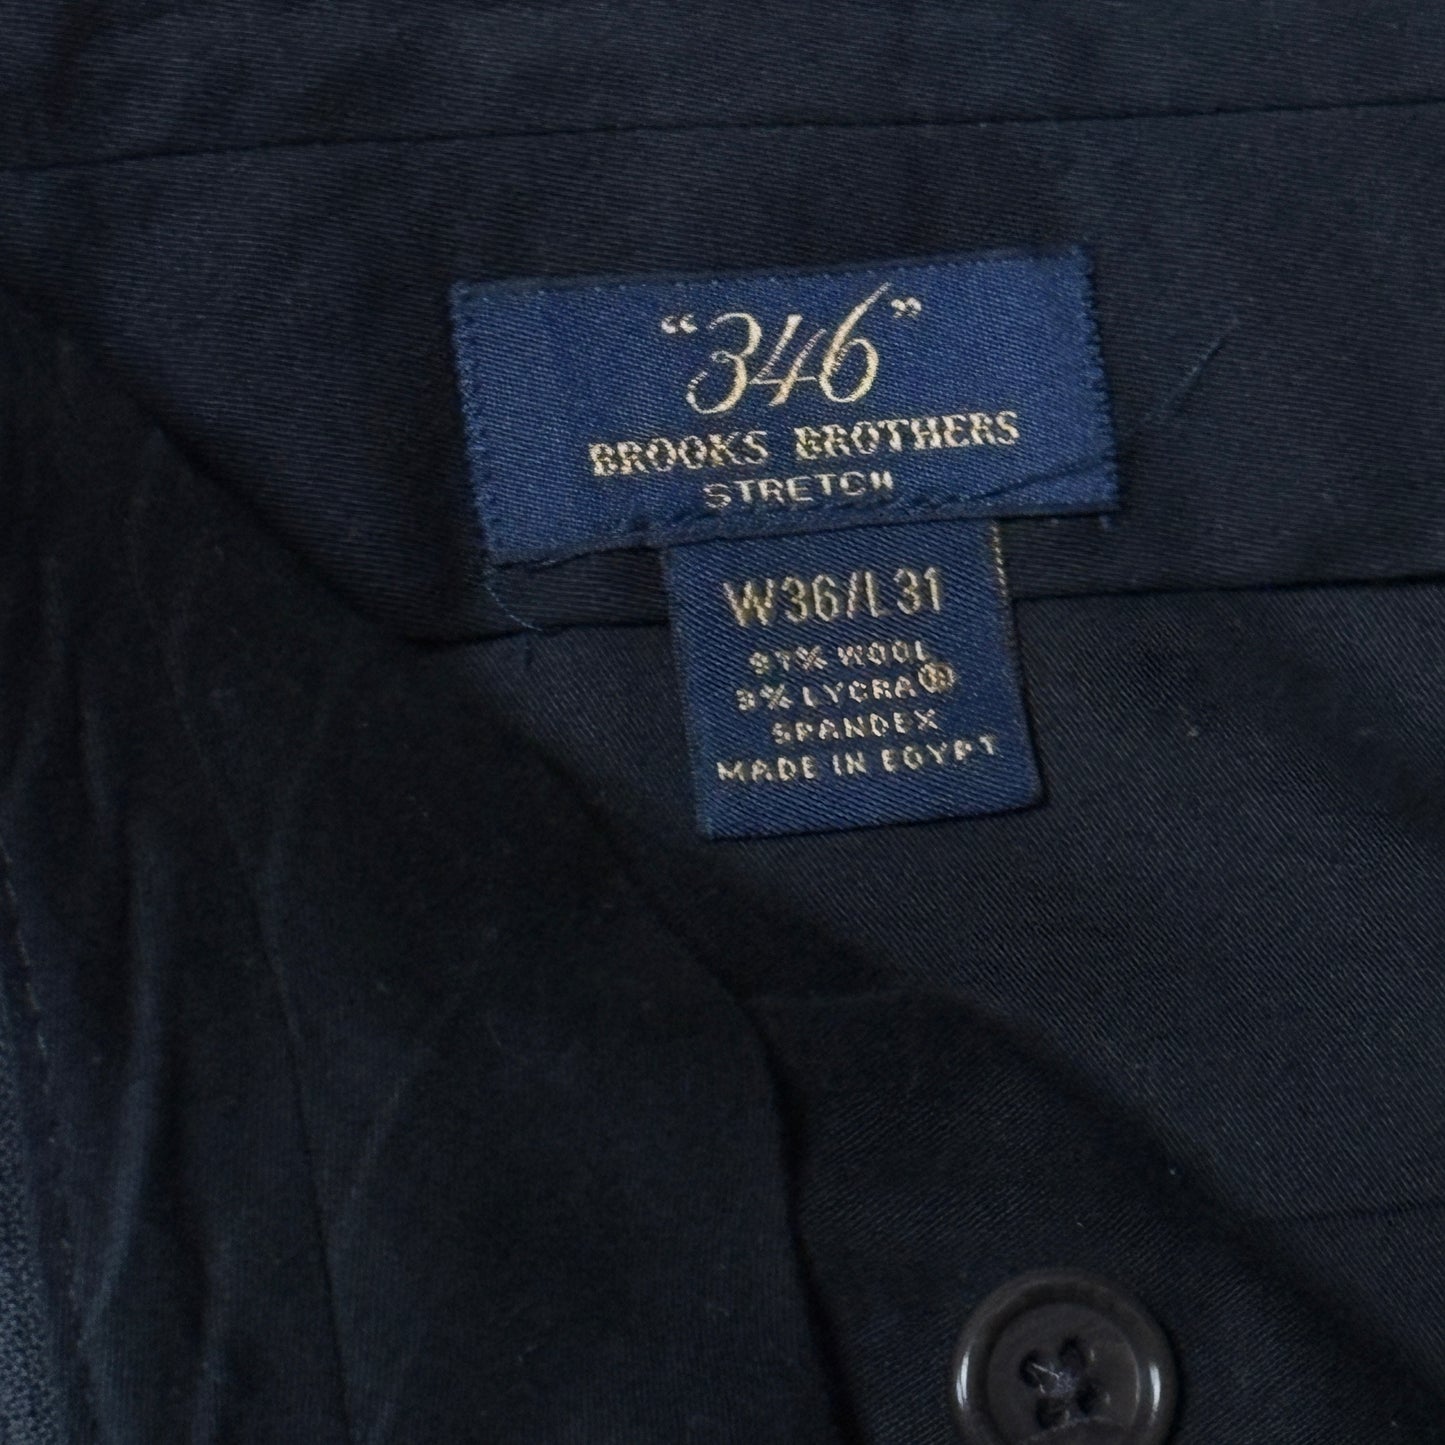 “346”
BROOKS BROTHERS
STRETCH
W36/L31
97% WOOL
3% LYCRA®
SPANDEX
MADE IN EGYPT